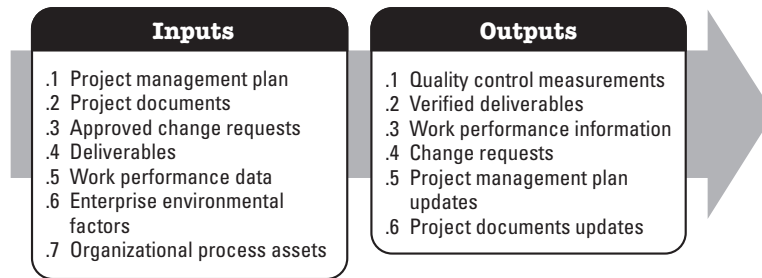 Inputs
.1 Project management plan
.2 Project documents
.3 Approved change requests
.4 Deliverables
.5 Work performance data
.6 Enterprise environmental
factors
.7 Organizational process assets
Outputs
.1 Quality control measurements
.2 Verified deliverables
.3 Work performance information
.4 Change requests
.5 Project management plan
updates
.6 Project documents updates